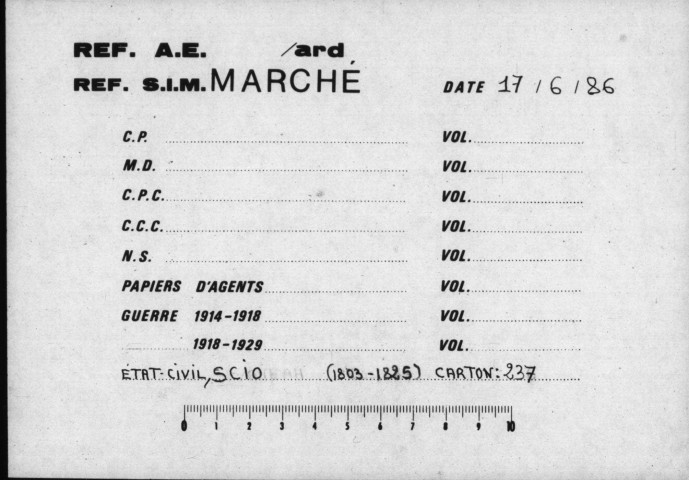 REF. A.E. /ard
REF. S.I.M. MARCHÉ DATE 17 / 6 / 86
C.P. VOL.
M.D. VOL.
C.P.C. VOL.
C.C.C. VOL.
N.S. VOL.
PAPIERS D'AGENTS VOL.
GUERRE 1914-1918 VOL.
1918-1929 VOL.
ÉTAT-CIVIL, SCIO (1803-1825) CARTON: 237
0 1 2 3 4 5 6 7 8 9 10